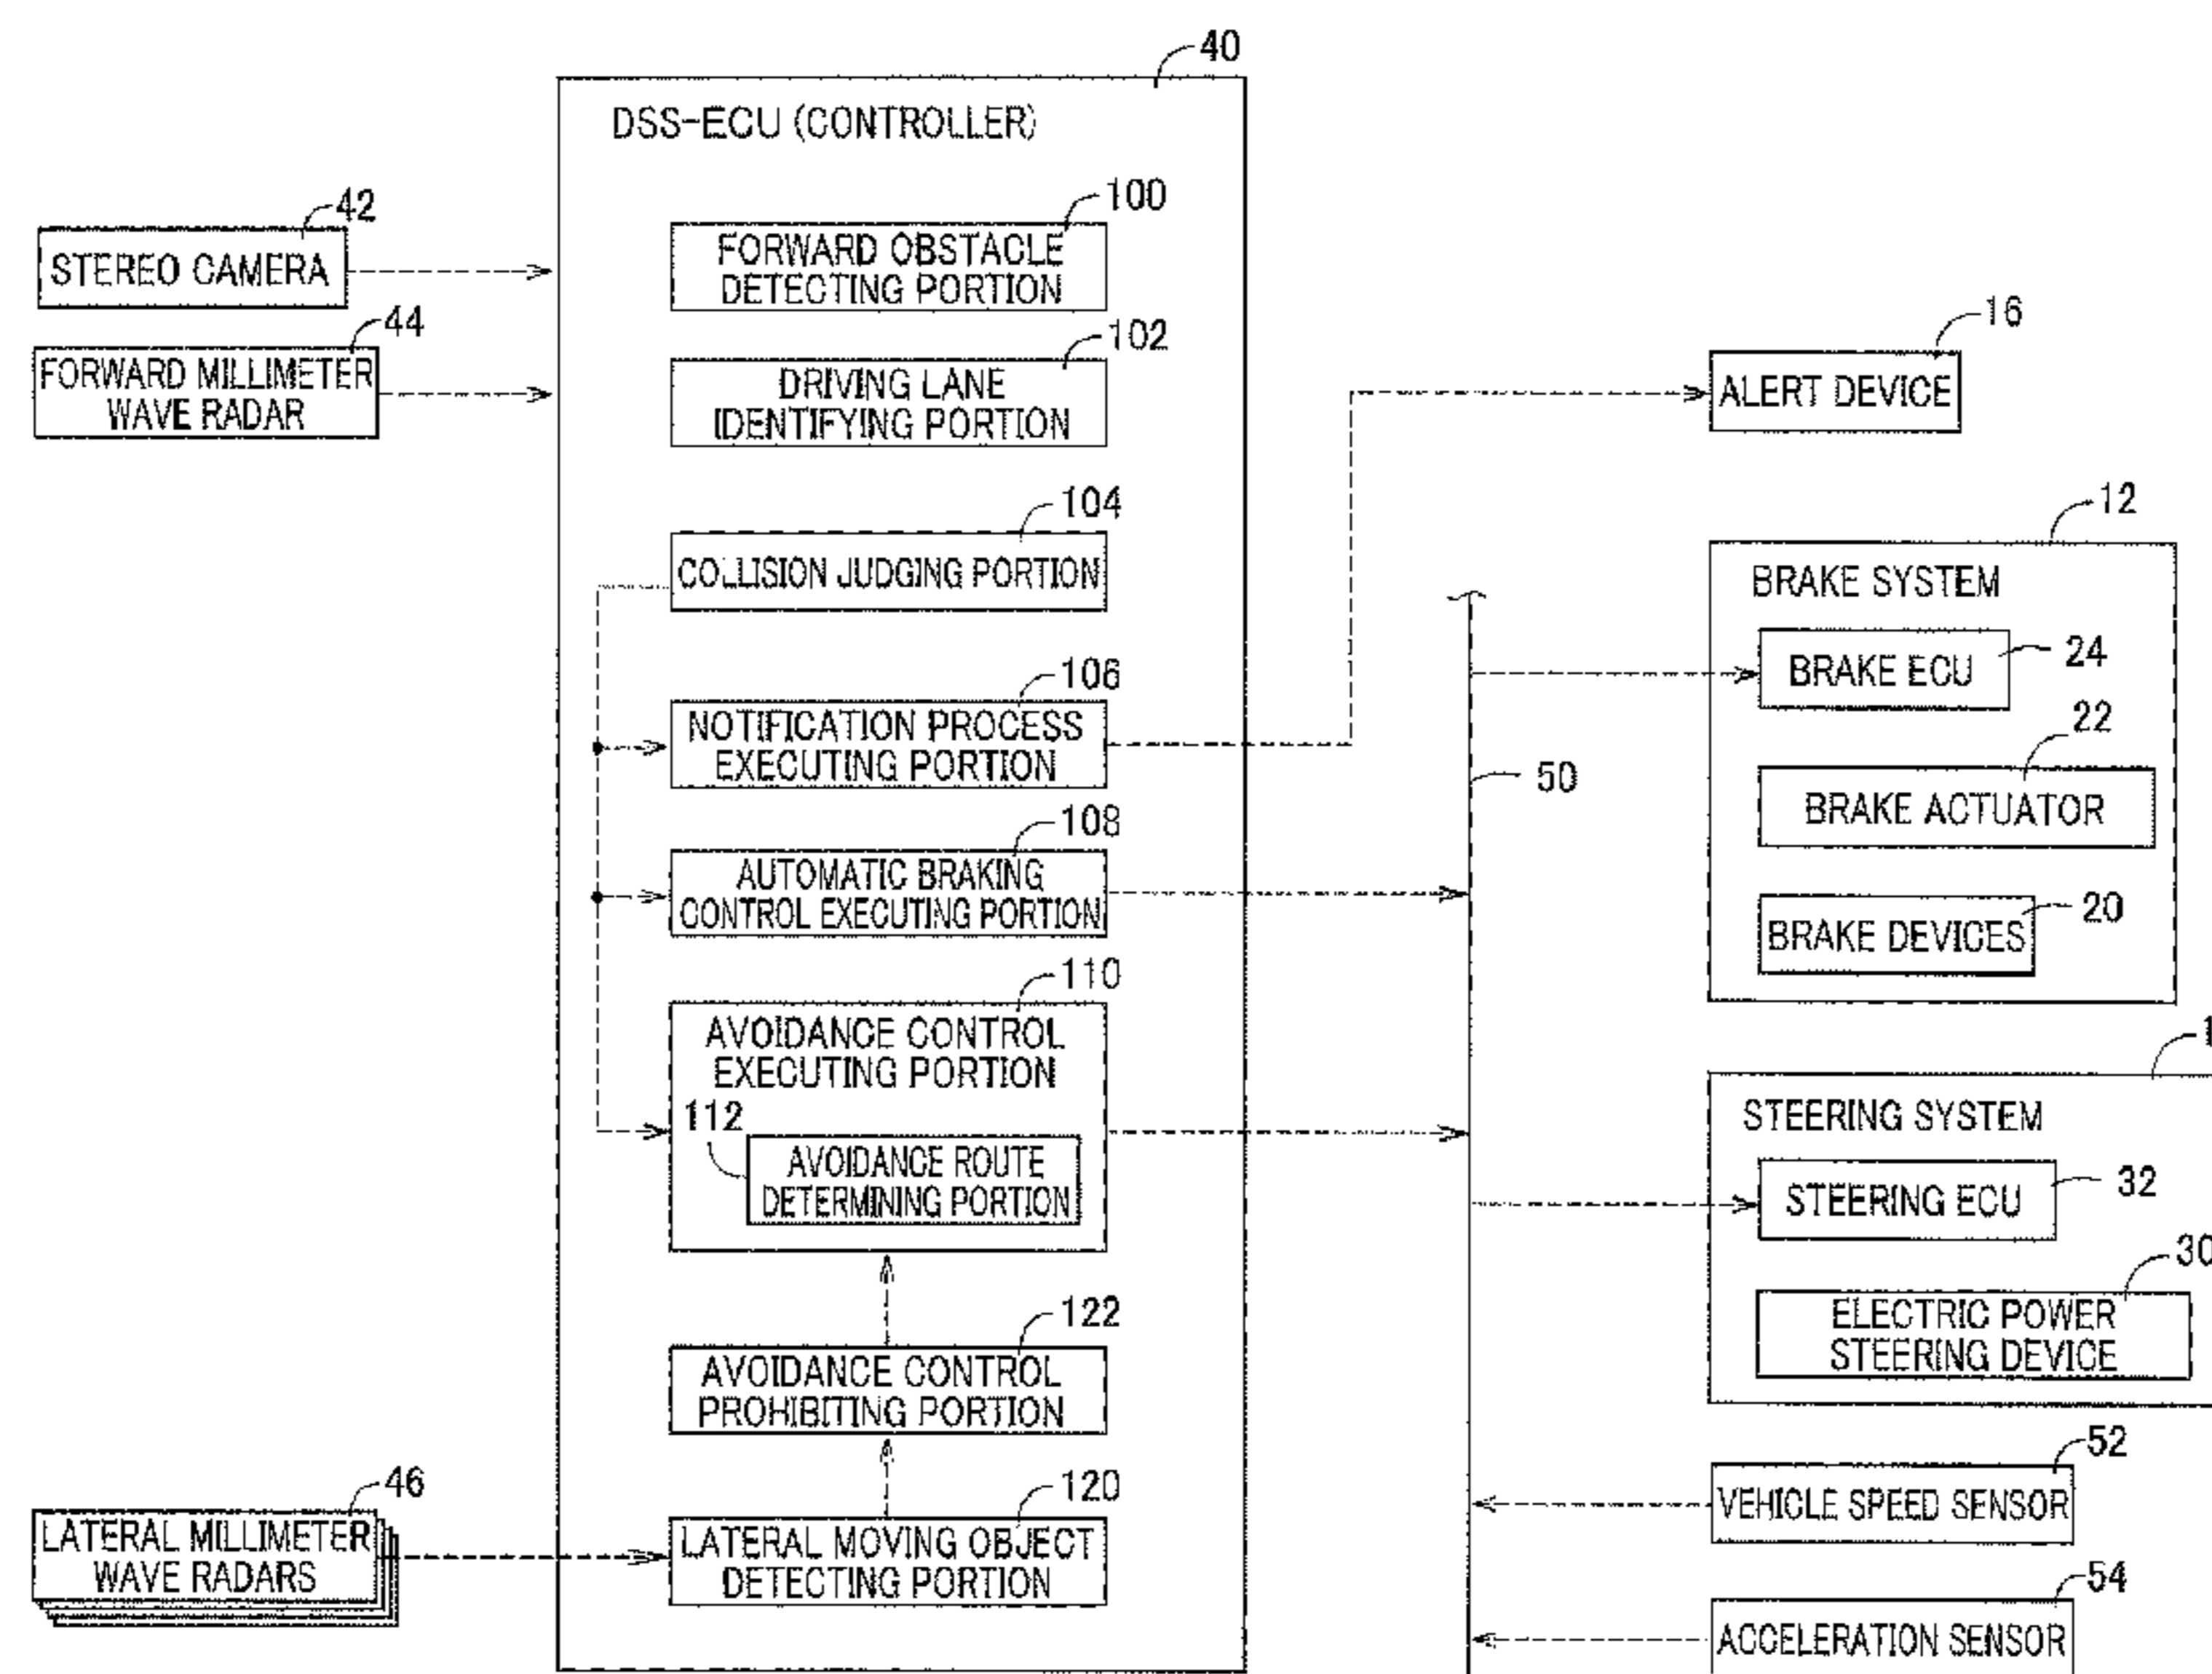 40
DSS-ECU (CONTROLLER)
42
STEREO CAMERA
44
FORWARD MILLIMETER
WAVE RADAR
100
FORWARD OBSTACLE
DETECTING PORTION
102
DRIVING LANE
IDENTIFYING PORTION
104
COLLISION JUDGING PORTION
106
NOTIFICATION PROCESS
EXECUTING PORTION
108
AUTOMATIC BRAKING
CONTROL EXECUTING PORTION
110
AVOIDANCE CONTROL
EXECUTING PORTION
112
AVOIDANCE ROUTE
DETERMINING PORTION
122
AVOIDANCE CONTROL
PROHIBITING PORTION
46
LATERAL MILLIMETER
WAVE RADARS
120
LATERAL MOVING OBJECT
DETECTING PORTION
50
16
ALERT DEVICE
12
BRAKE SYSTEM
BRAKE ECU
24
22
BRAKE ACTUATOR
20
BRAKE DEVICES
STEERING SYSTEM
STEERING ECU
32
30
ELECTRIC POWER
STEERING DEVICE
52
VEHICLE SPEED SENSOR
54
ACCELERATION SENSOR